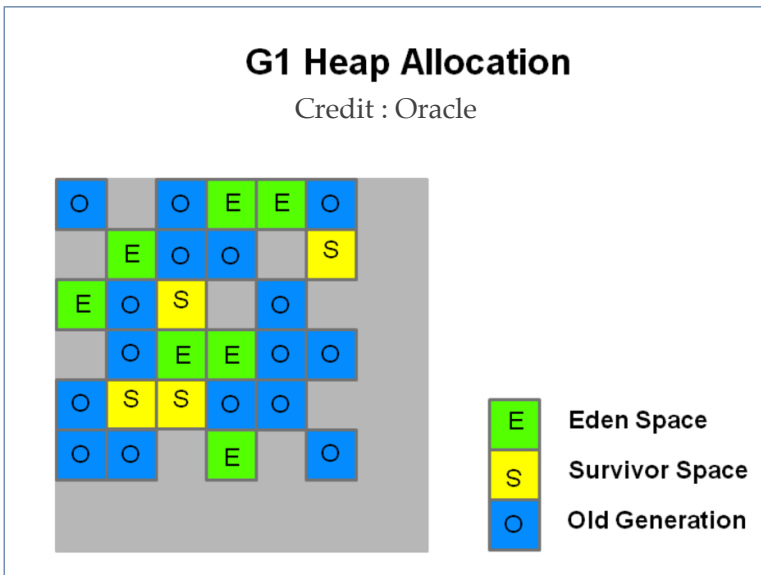 G1 Heap Allocation
Credit : Oracle
O O E E O
E O O S
E O S O
O E E O O
O S S O O
O O E O
E Eden Space
S Survivor Space
O Old Generation